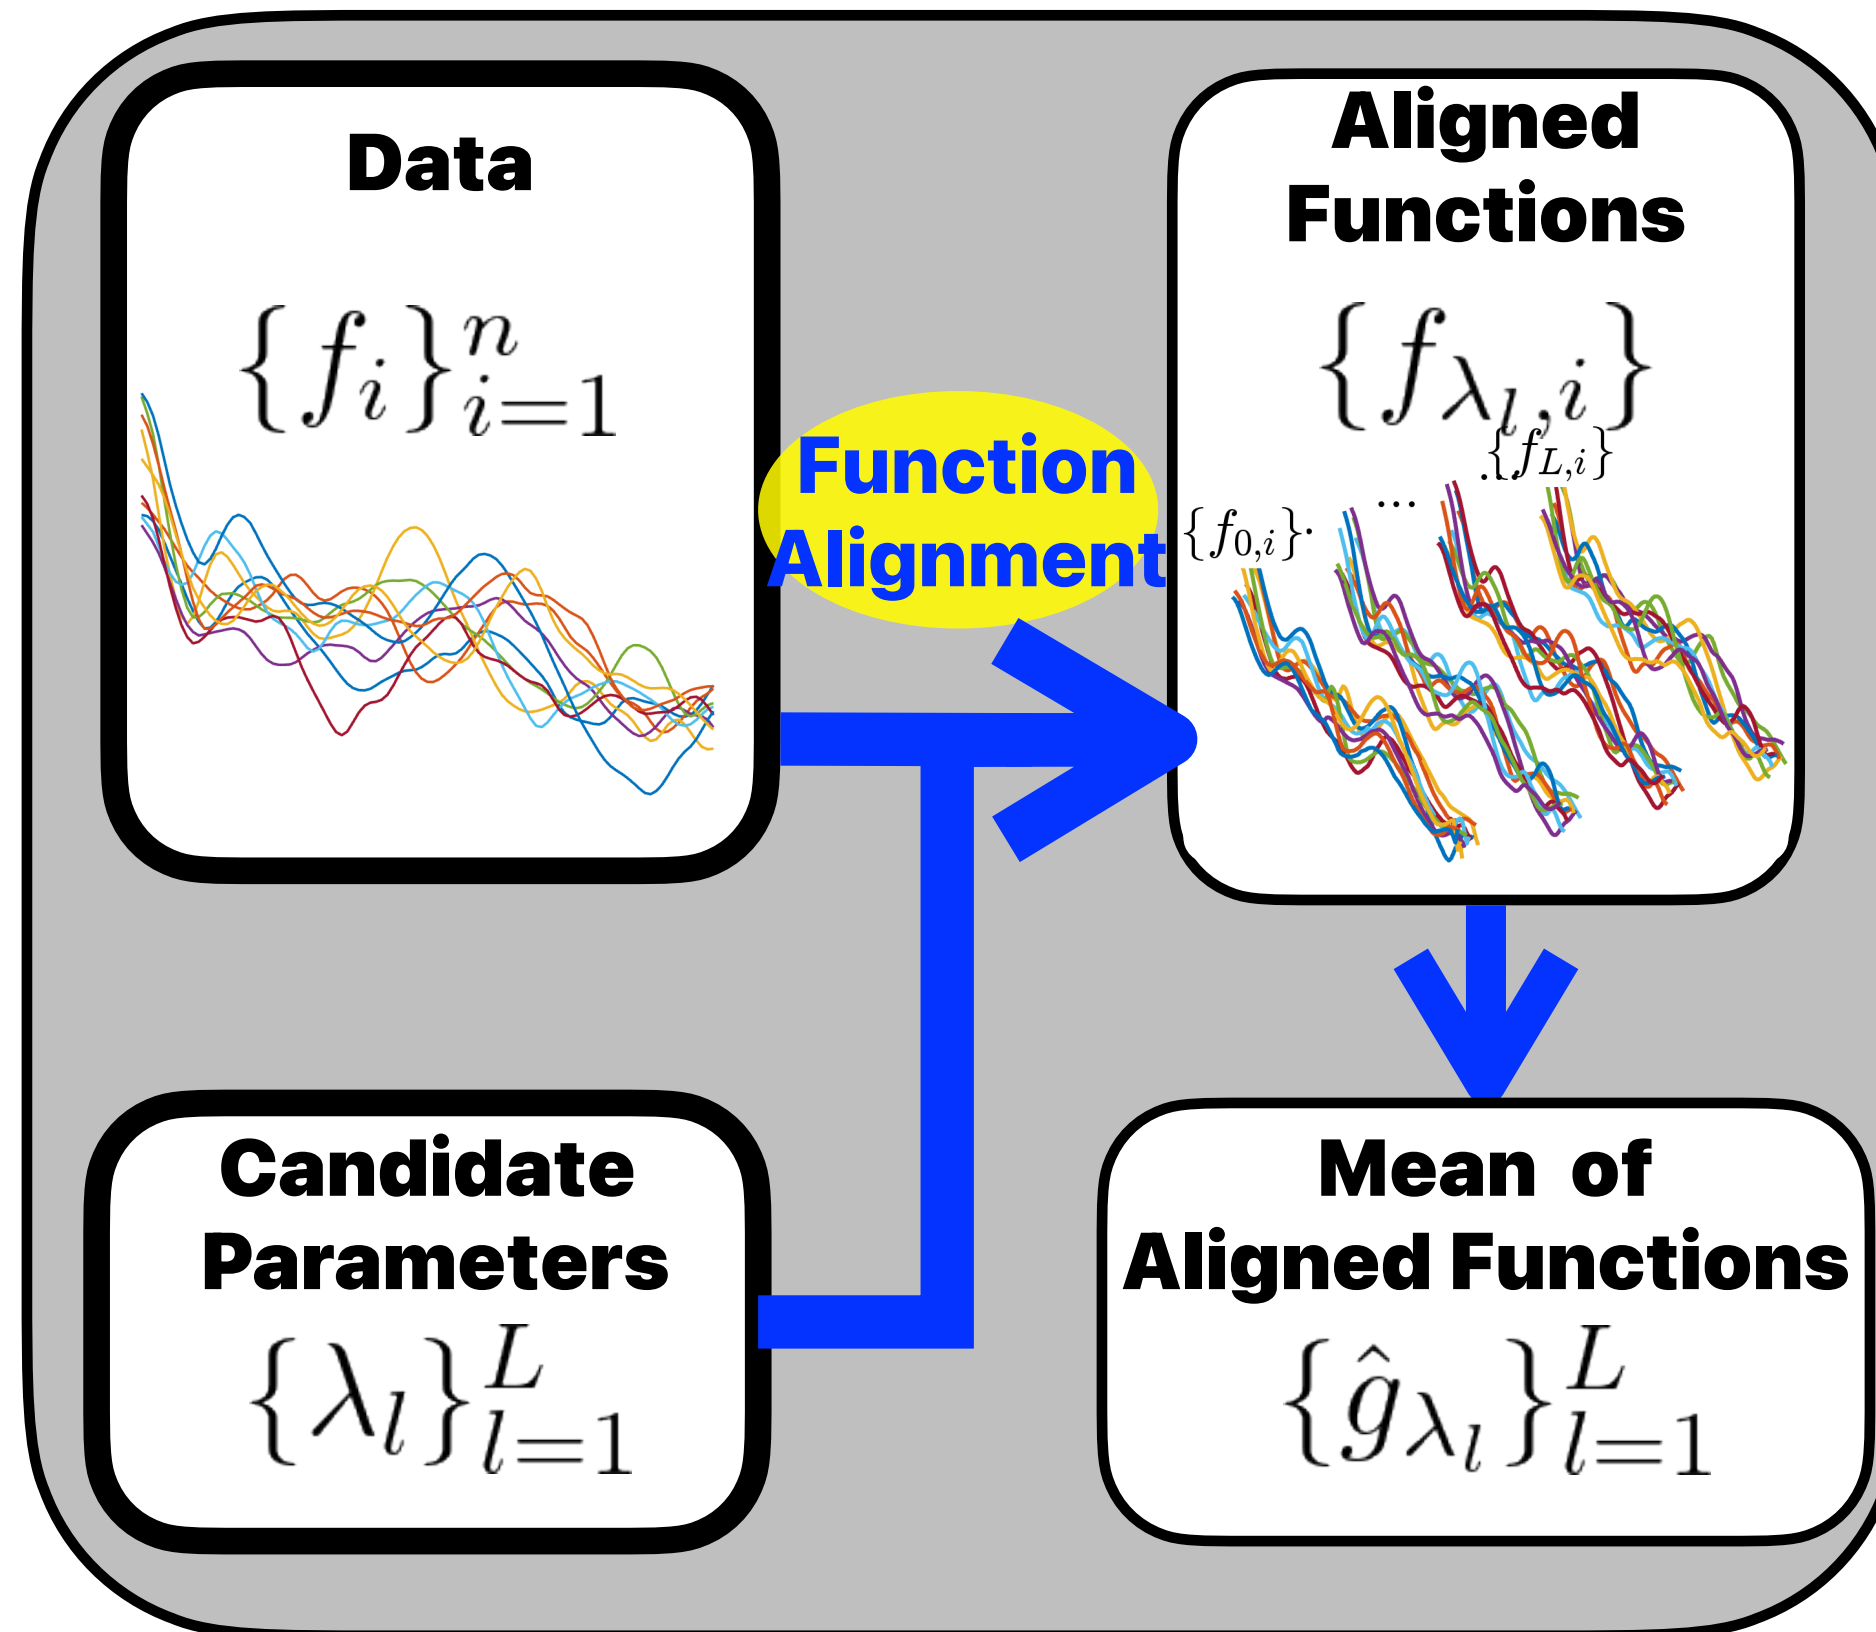 Data
{f_i}_{i=1}^n
Function
Alignment
Aligned
Functions
{f_{λ_l,i}}
{f_{L,i}}
...
...
{f_{0,i}}.
Candidate
Parameters
{λ_l}_{l=1}^L
Mean of
Aligned Functions
{ĝ_{λ_l}}_{l=1}^L